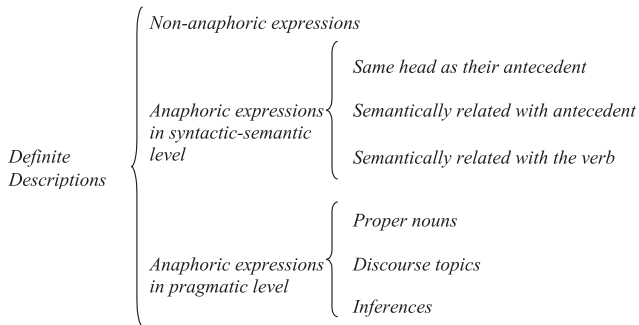 Non-anaphoric expressions
Same head as their antecedent
Anaphoric expressions
in syntactic-semantic
level
Semantically related with antecedent
Semantically related with the verb
Definite
Descriptions
Proper nouns
Anaphoric expressions
in pragmatic level
Discourse topics
Inferences